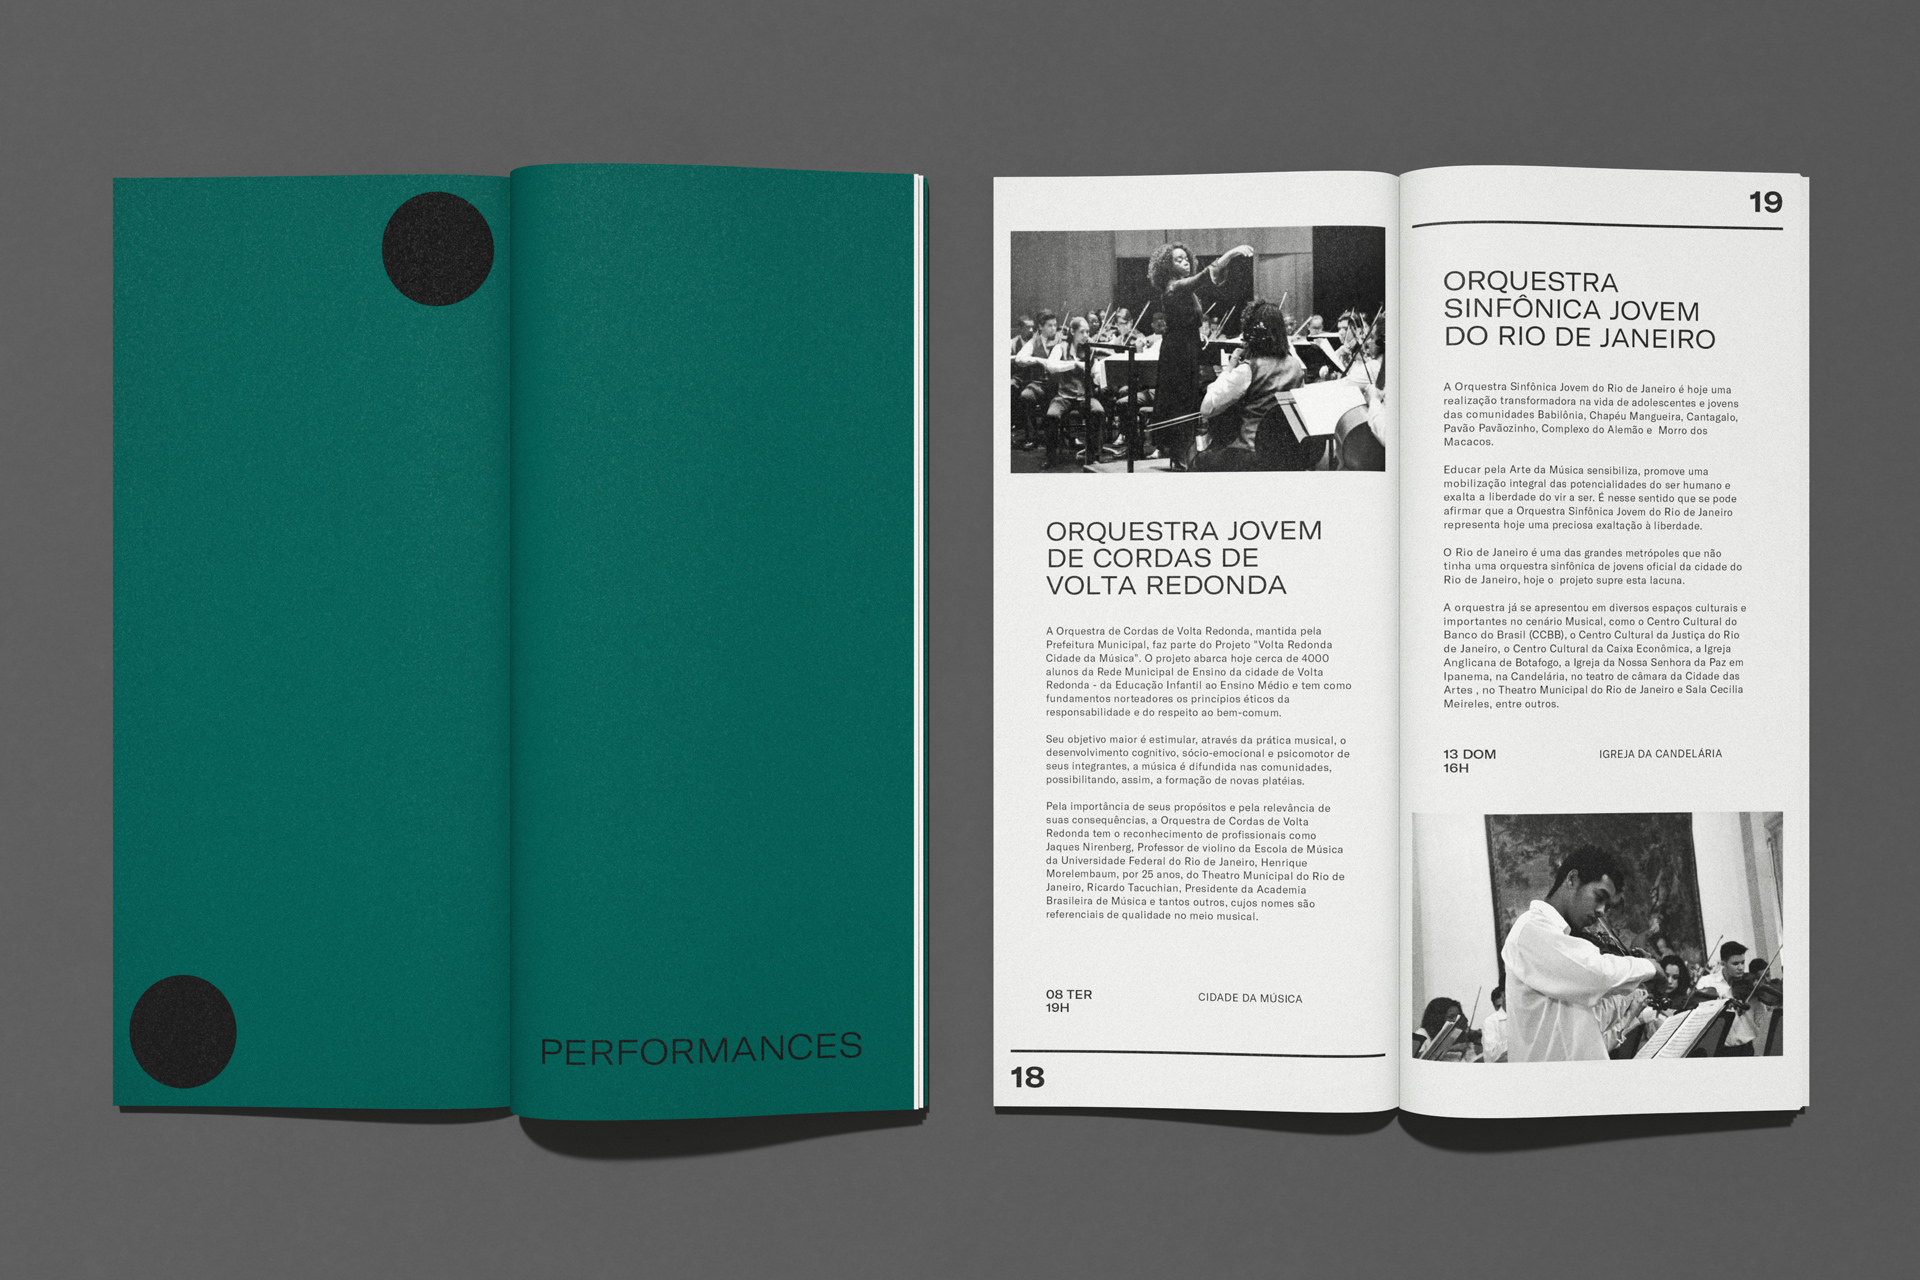 PERFORMANCES
ORQUESTRA JOVEM
DE CORDAS DE
VOLTA REDONDA
A Orquestra de Cordas de Volta Redonda, mantida pela
Prefeitura Municipal, faz parte do Projeto "Volta Redonda
Cidade da Música". O projeto abarca hoje cerca de 4000
alunos da Rede Municipal de Ensino da cidade de Volta
Redonda - da Educação Infantil ao Ensino Médio e tem como
fundamentos norteadores os princípios éticos da
responsabilidade e do respeito ao bem-comum.
Seu objetivo maior é estimular, através da prática musical, o
desenvolvimento cognitivo, sócio-emocional e psicomotor de
seus integrantes, a música é difundida nas comunidades,
possibilitando, assim, a formação de novas platéias.
Pela importância de seus propósitos e pela relevância de
suas consequências, a Orquestra de Cordas de Volta
Redonda tem o reconhecimento de profissionais como
Jaques Nirenberg, Professor de violino da Escola de Música
da Universidade Federal do Rio de Janeiro, Henrique
Morelembaum, por 25 anos, do Theatro Municipal do Rio de
Janeiro, Ricardo Tacuchian, Presidente da Academia
Brasileira de Música e tantos outros, cujos nomes são
referenciais de qualidade no meio musical.
08 TER
19H
CIDADE DA MÚSICA
18
19
ORQUESTRA
SINFÔNICA JOVEM
DO RIO DE JANEIRO
A Orquestra Sinfônica Jovem do Rio de Janeiro é hoje uma
realização transformadora na vida de adolescentes e jovens
das comunidades Babilônia, Chapéu Mangueira, Cantagalo,
Pavão Pavãozinho, Complexo do Alemão e Morro dos
Macacos.
Educar pela Arte da Música sensibiliza, promove uma
mobilização integral das potencialidades do ser humano e
exalta a liberdade do vir a ser. É nesse sentido que se pode
afirmar que a Orquestra Sinfônica Jovem do Rio de Janeiro
representa hoje uma preciosa exaltação à liberdade.
O Rio de Janeiro é uma das grandes metrópoles que não
tinha uma orquestra sinfônica de jovens oficial da cidade do
Rio de Janeiro, hoje o projeto supre esta lacuna.
A orquestra já se apresentou em diversos espaços culturais e
importantes no cenário Musical, como o Centro Cultural do
Banco do Brasil (CCBB), o Centro Cultural da Justiça do Rio
de Janeiro, o Centro Cultural da Caixa Econômica, a Igreja
Anglicana de Botafogo, a Igreja da Nossa Senhora da Paz em
Ipanema, na Candelária, no teatro de câmara da Cidade das
Artes , no Theatro Municipal do Rio de Janeiro e Sala Cecília
Meireles, entre outros.
13 DOM
16H
IGREJA DA CANDELÁRIA